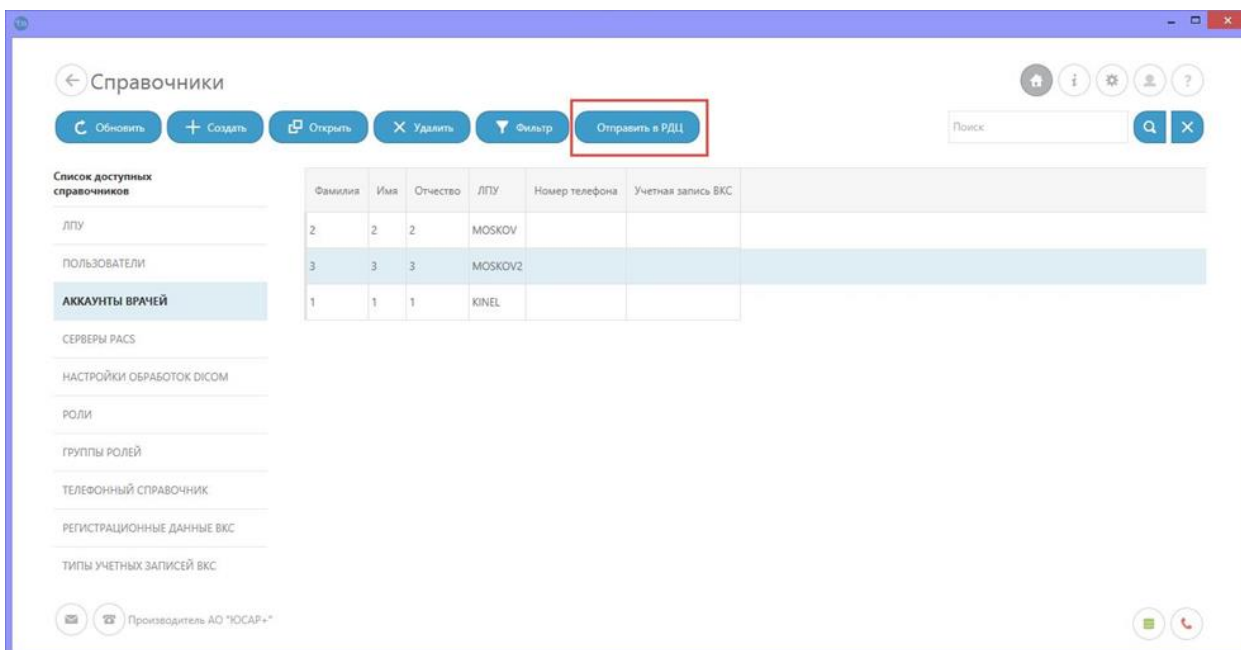 Справочники
Обновить Создать Открыть Удалить Фильтр Отправить в РДЦ Поиск:
Список доступных
справочников
ЛПУ
ПОЛЬЗОВАТЕЛИ
АККАУНТЫ ВРАЧЕЙ
СЕРВЕРЫ PACS
НАСТРОЙКИ ОБРАБОТОК DICOM
РОЛИ
ГРУППЫ РОЛЕЙ
ТЕЛЕФОННЫЙ СПРАВОЧНИК
РЕГИСТРАЦИОННЫЕ ДАННЫЕ ВКС
ТИПЫ УЧЕТНЫХ ЗАПИСЕЙ ВКС
Фамилия Имя Отчество ЛПУ Номер телефона Учетная запись ВКС
2 2 2 MOSKOV
3 3 3 MOSKOV2
1 1 1 KINEL
Производитель АО "ЮСАР+"